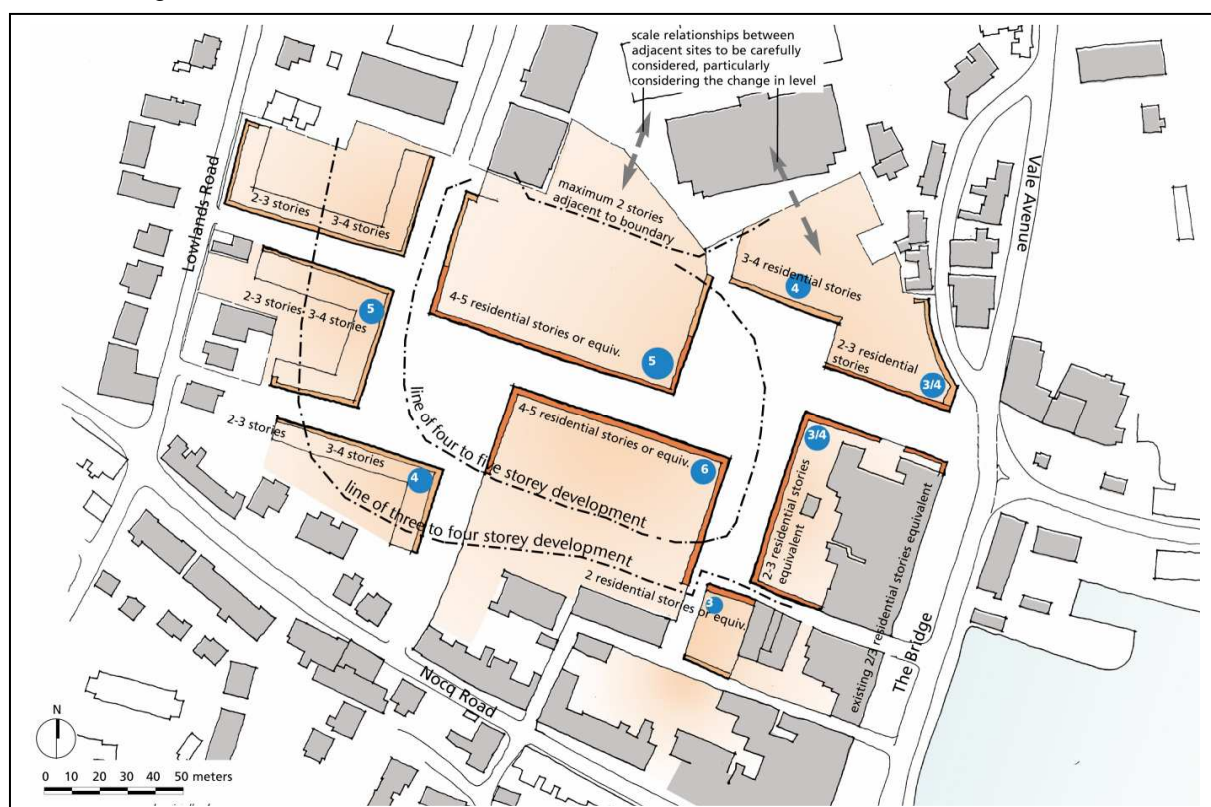 scale relationships between
adjacent sites to be carefully
considered, particularly
considering the change in level
Lowlands Road
Vale Avenue
maximum 2 stories
adjacent to boundary
2-3 stories
3-4 stories
3-4 residential stories
4
2-3 stories
3-4 stories
5
4-5 residential stories or equiv.
5
2-3 residential
stories
3/4
4-5 residential stories or equiv.
6
3/4
2-3 stories
3-4 stories
4
line of four to five storey development
line of three to four storey development
2-3 residential stories
equivalent
existing 2/3 residential stories equivalent
2 residential stories or equiv.
3
The Bridge
Nocq Road
N
0 10 20 30 40 50 meters